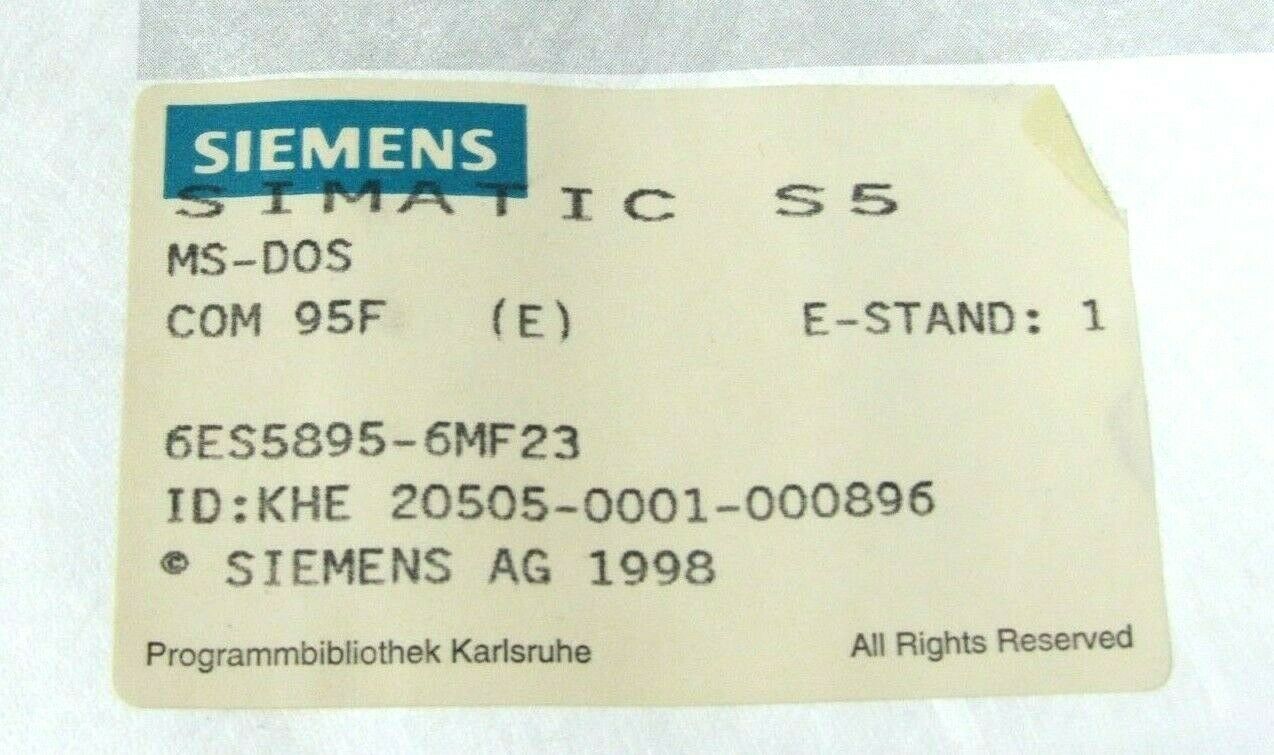 SIEMENS
SIMATIC S5
MS-DOS
COM 95F (E) E-STAND: 1
6ES5895-6MF23
ID:KHE 20505-0001-000896
© SIEMENS AG 1998
Programmbibliothek Karlsruhe All Rights Reserved